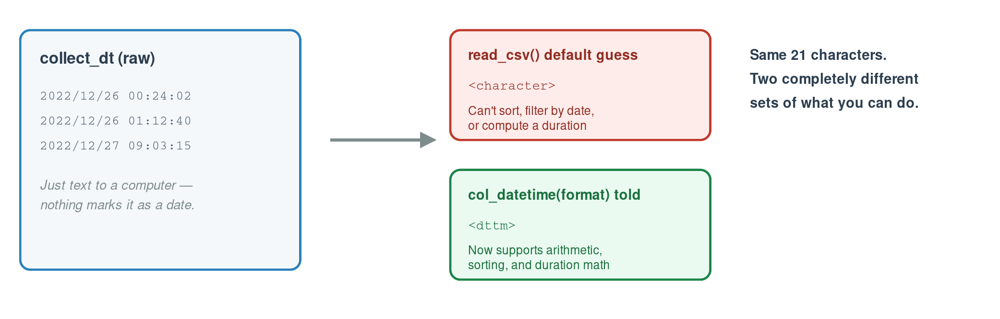 collect_dt (raw)
2022/12/26 00:24:02
2022/12/26 01:12:40
2022/12/27 09:03:15
Just text to a computer —
nothing marks it as a date.
read_csv() default guess
<character>
Can't sort, filter by date,
or compute a duration
col_datetime(format) told
<dttm>
Now supports arithmetic,
sorting, and duration math
Same 21 characters.
Two completely different
sets of what you can do.